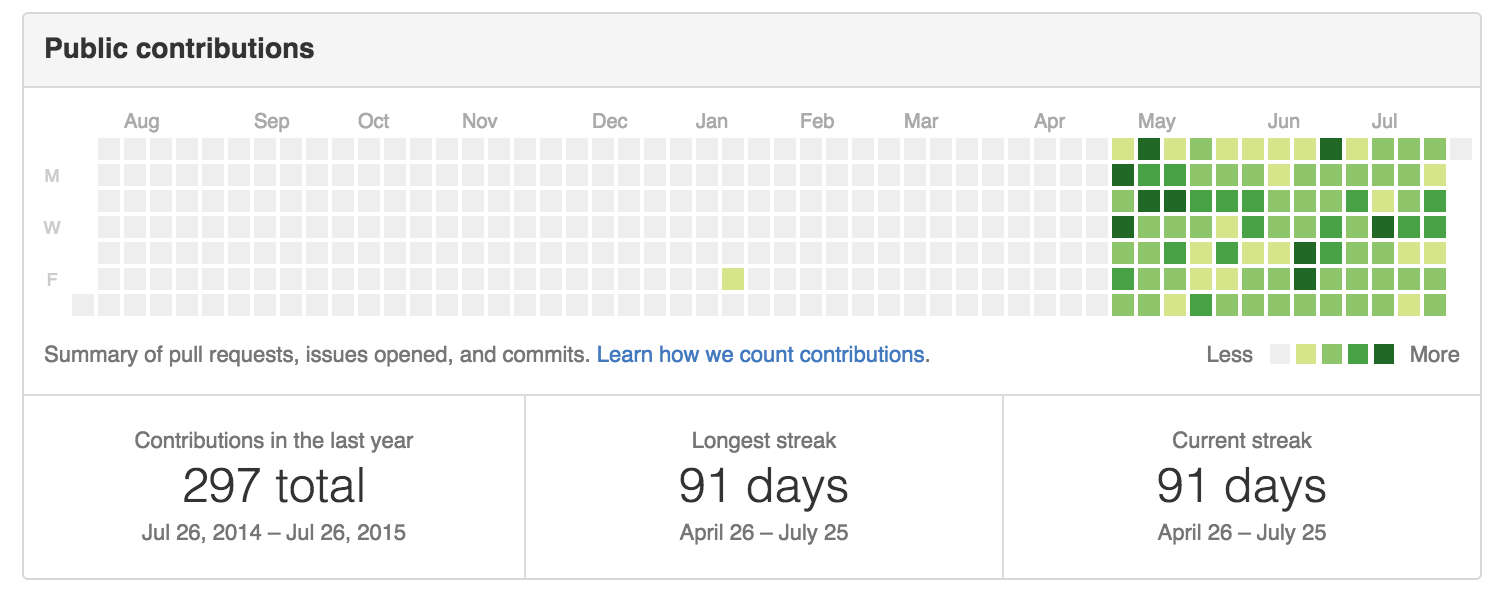 Public contributions
Aug Sep Oct Nov Dec Jan Feb Mar Apr May Jun Jul
M
W
F
Summary of pull requests, issues opened, and commits. Learn how we count contributions.
Less More
Contributions in the last year
297 total
Jul 26, 2014 – Jul 26, 2015
Longest streak
91 days
April 26 – July 25
Current streak
91 days
April 26 – July 25